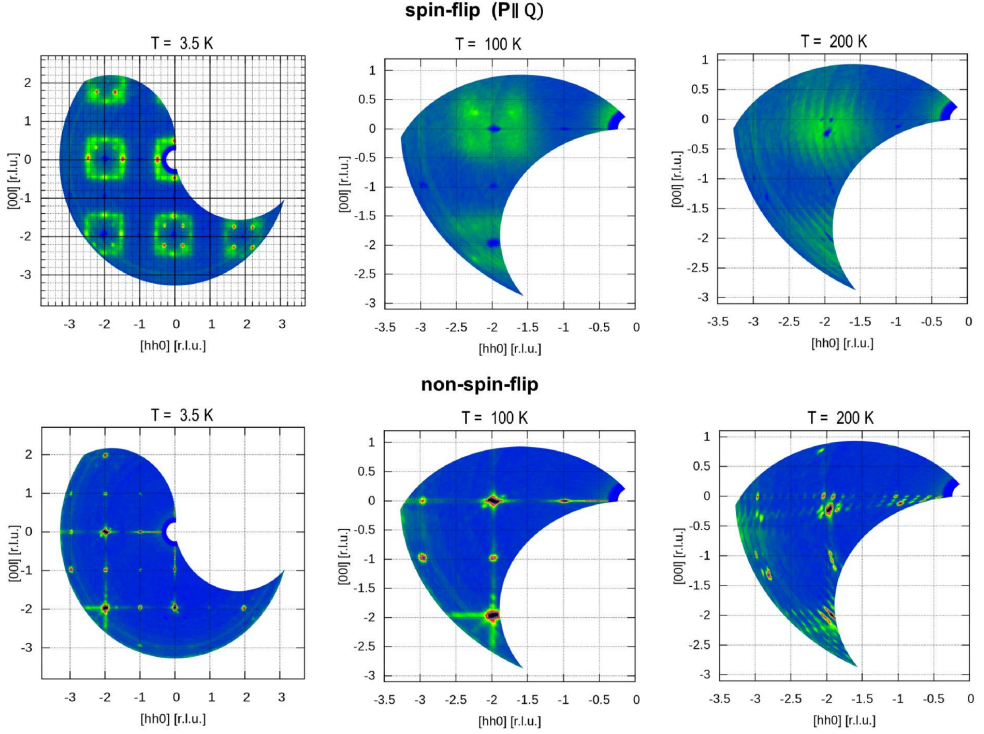 spin-flip (P∥ Q)
T = 3.5 K
T = 100 K
T = 200 K
2
1
0
-1
-2
-3
[00l] [r.l.u.]
-3 -2 -1 0 1 2 3
[hh0] [r.l.u.]
1
0.5
0
-0.5
-1
-1.5
-2
-2.5
-3
[00l] [r.l.u.]
-3.5 -3 -2.5 -2 -1.5 -1 -0.5 0
[hh0] [r.l.u.]
1
0.5
0
-0.5
-1
-1.5
-2
-2.5
-3
[00l] [r.l.u.]
-3.5 -3 -2.5 -2 -1.5 -1 -0.5 0
[hh0] [r.l.u.]
non-spin-flip
T = 3.5 K
T = 100 K
T = 200 K
2
1
0
-1
-2
-3
[00l] [r.l.u.]
-3 -2 -1 0 1 2 3
[hh0] [r.l.u.]
1
0.5
0
-0.5
-1
-1.5
-2
-2.5
-3
[00l] [r.l.u.]
-3.5 -3 -2.5 -2 -1.5 -1 -0.5 0
[hh0] [r.l.u.]
1
0.5
0
-0.5
-1
-1.5
-2
-2.5
-3
[00l] [r.l.u.]
-3.5 -3 -2.5 -2 -1.5 -1 -0.5 0
[hh0] [r.l.u.]